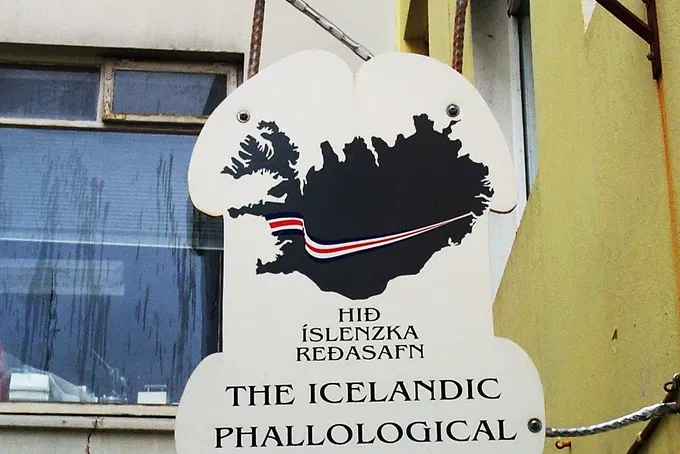 HIÐ
ÍSLENZKA
REÐASAFN
THE ICELANDIC
PHALLOLOGICAL